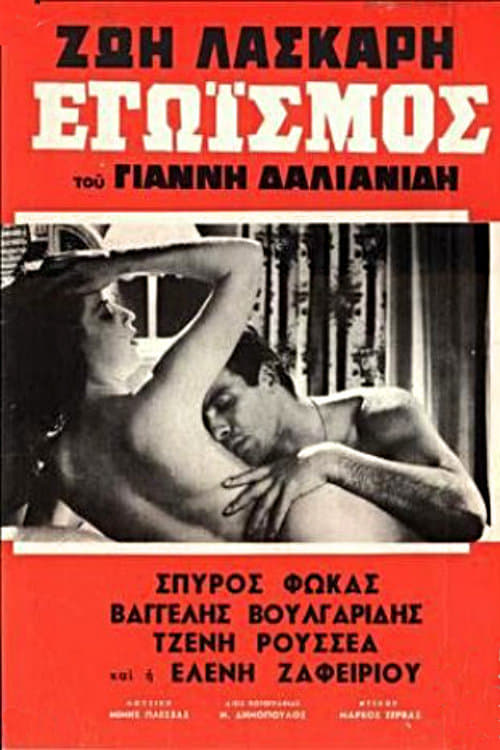 ΖΩΗ ΛΑΣΚΑΡΗ
ΕΓΩΪΣΜΟΣ
τοῦ ΓΙΑΝΝΗ ΔΑΛΙΑΝΙΔΗ
ΣΠΥΡΟΣ ΦΩΚΑΣ
ΒΑΓΓΕΛΗΣ ΒΟΥΛΓΑΡΙΔΗΣ
ΤΖΕΝΗ ΡΟΥΣΣΕΑ
καὶ ἡ ΕΛΕΝΗ ΖΑΦΕΙΡΙΟΥ
ΜΟΥΣΙΚΗ
ΜΙΜΗΣ ΠΛΕΣΣΑΣ Ν. ΔΗΜΟΠΟΥΛΟΣ ΜΑΡΚΟΣ ΖΕΡΒΑΣ